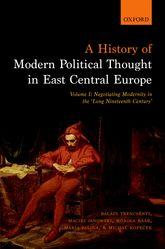 OXFORD
A History of
Modern Political Thought
in East Central Europe
Volume I: Negotiating Modernity in
the 'Long Nineteenth Century'
BALÁZS TRENCSÉNYI,
MACIEJ JANOWSKI, MÓNIKA BAÁR,
MARIA FALINA, & MICHAL KOPEČEK